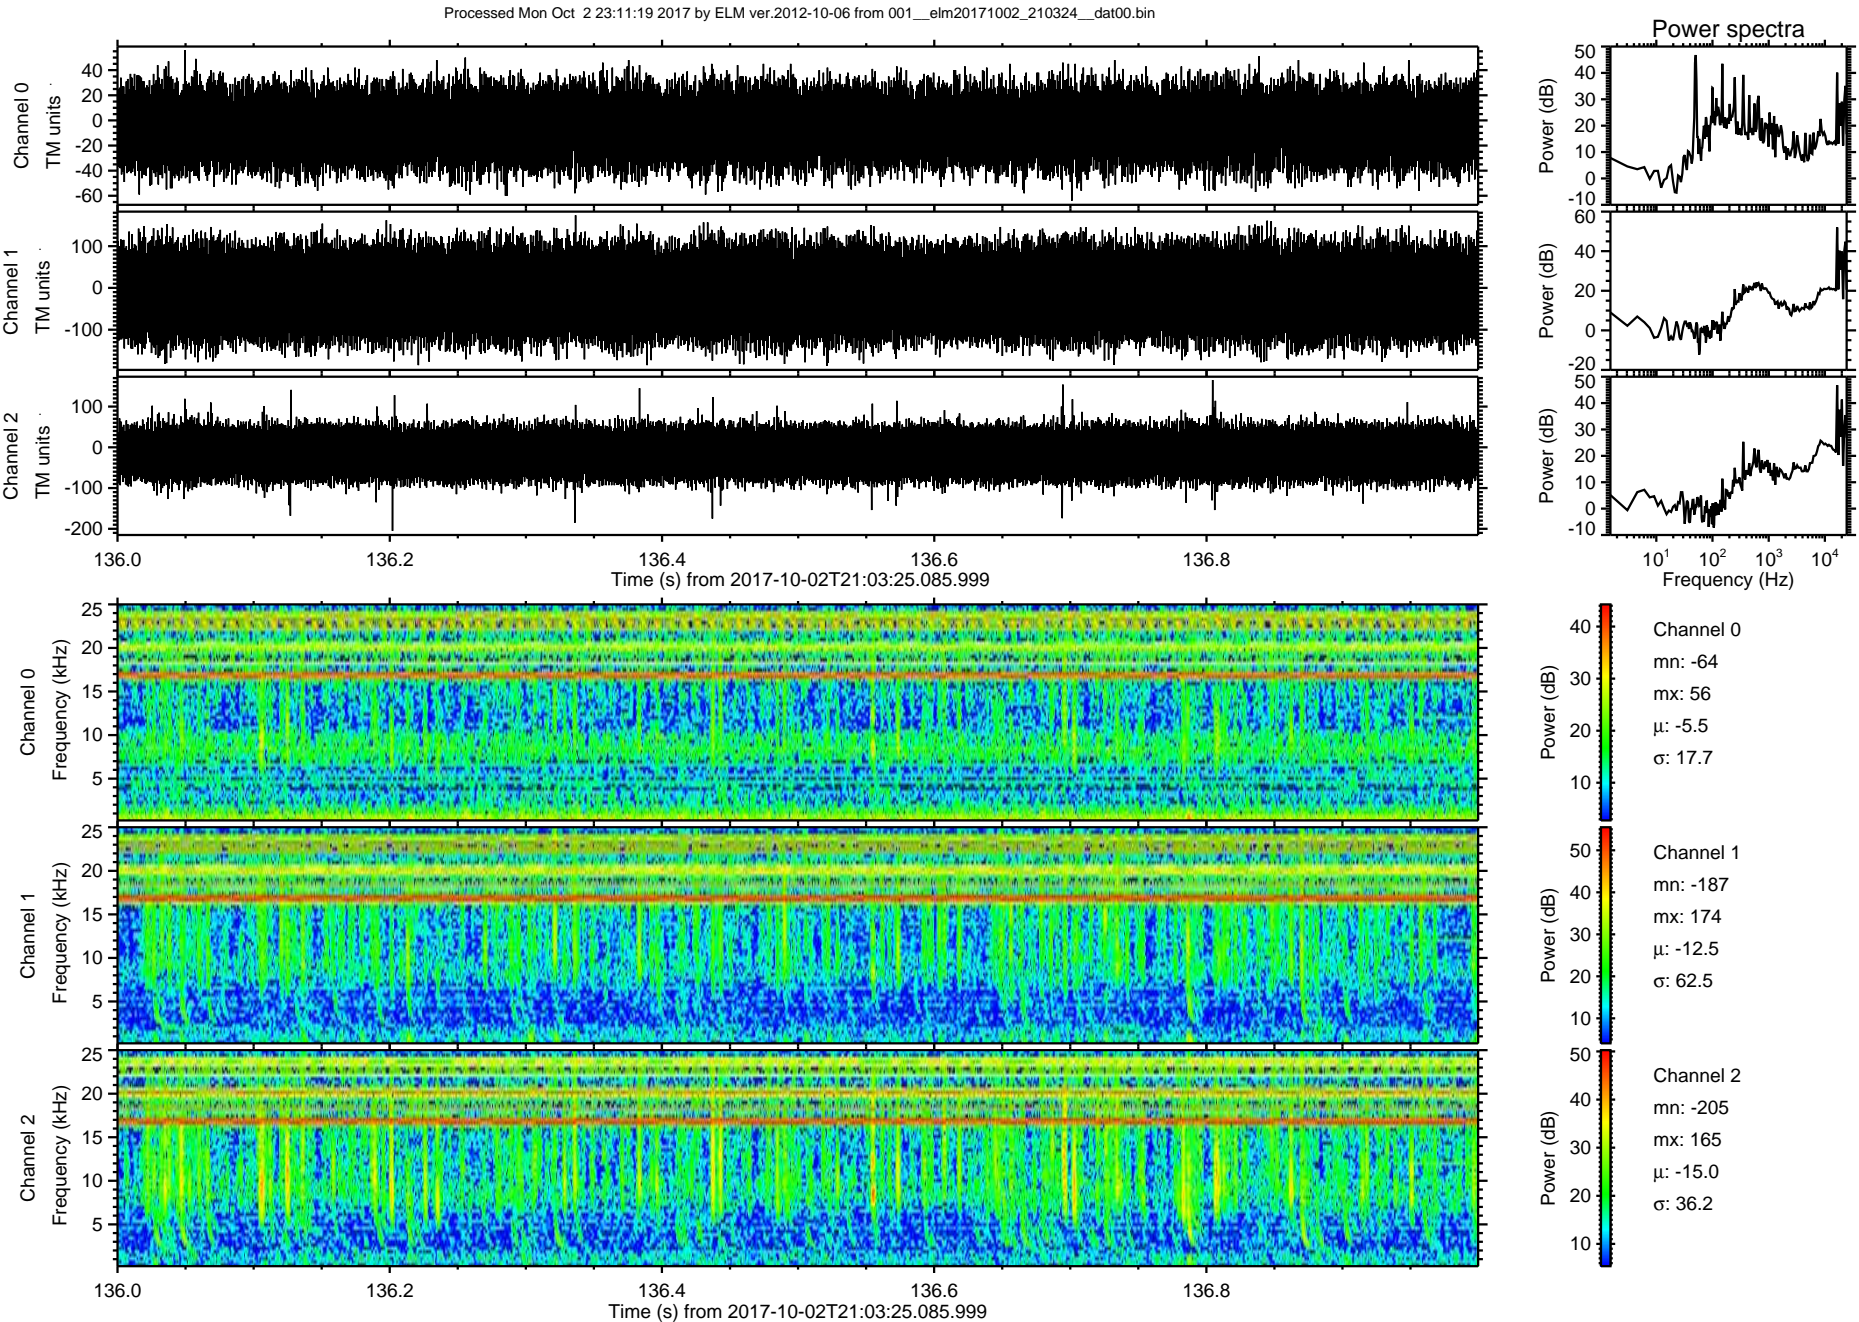 Processed Mon Oct  2 23:11:19 2017 by ELM ver.2012-10-06 from 001__elm20171002_210324__dat00.bin
Power spectra
Channel 0
TM units
40
20
0
-20
-40
-60
Power (dB)
50
40
30
20
10
0
-10
Channel 1
TM units
100
0
-100
Power (dB)
60
40
20
0
-20
Channel 2
TM units
100
0
-100
-200
Power (dB)
50
40
30
20
10
0
-10
136.0 136.2 136.4 136.6 136.8
Time (s) from 2017-10-02T21:03:25.085.999
10^1 10^2 10^3 10^4
Frequency (Hz)
Channel 0
Frequency (kHz)
25
20
15
10
5
Power (dB)
40
30
20
10
Channel 0
mn: -64
mx: 56
μ: -5.5
σ: 17.7
Channel 1
Frequency (kHz)
25
20
15
10
5
Power (dB)
50
40
30
20
10
Channel 1
mn: -187
mx: 174
μ: -12.5
σ: 62.5
Channel 2
Frequency (kHz)
25
20
15
10
5
Power (dB)
50
40
30
20
10
Channel 2
mn: -205
mx: 165
μ: -15.0
σ: 36.2
136.0 136.2 136.4 136.6 136.8
Time (s) from 2017-10-02T21:03:25.085.999